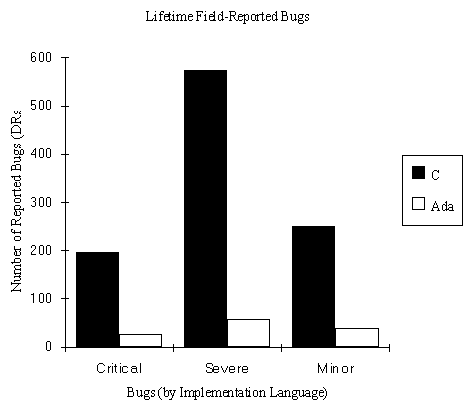 Lifetime Field-Reported Bugs
600
500
400
300
200
100
0
Number of Reported Bugs (DRs
C
Ada
Critical Severe Minor
Bugs (by Implementation Language)